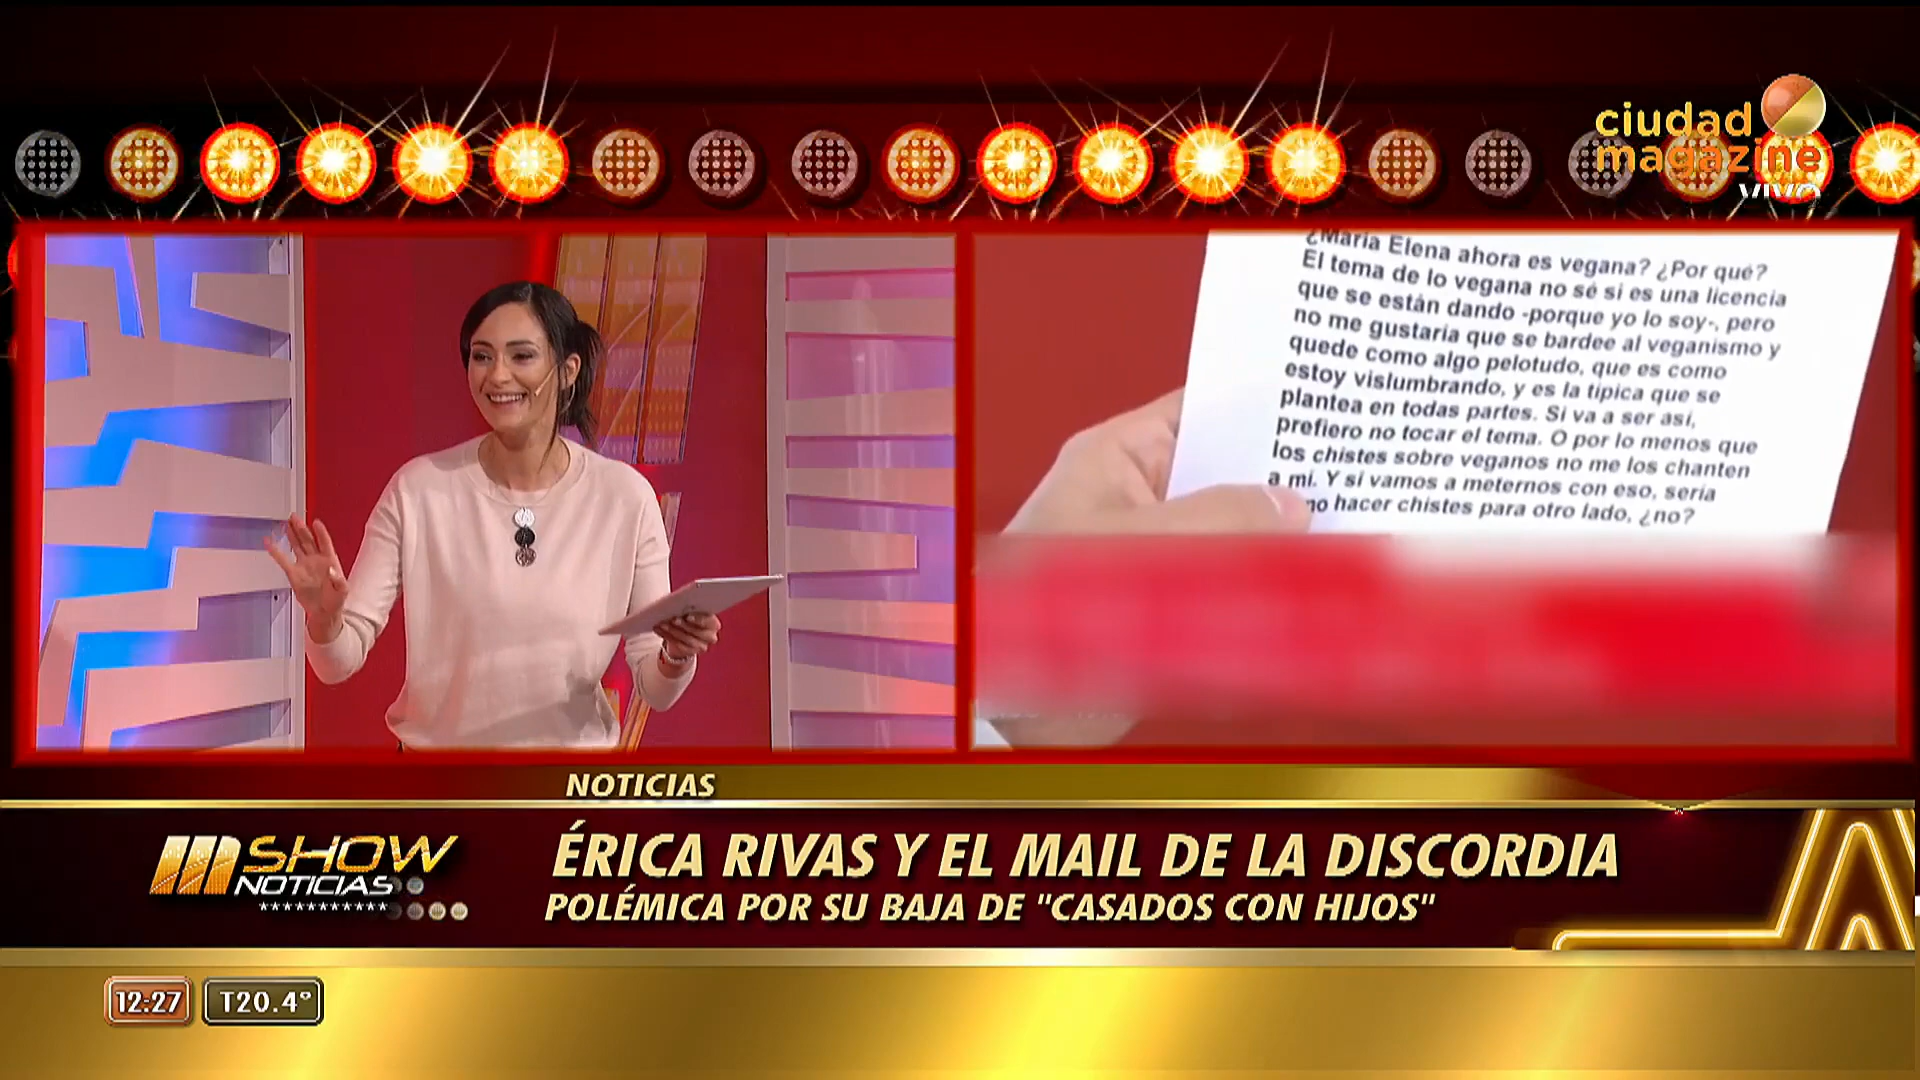 ciudad
magazine
VIVO
¿María Elena ahora es vegana? ¿Por qué?
El tema de lo vegana no sé si es una licencia
que se están dando -porque yo lo soy-, pero
no me gustaría que se bardee al veganismo y
quede como algo pelotudo, que es como
estoy vislumbrando, y es la típica que se
plantea en todas partes. Si va a ser así,
prefiero no tocar el tema. O por lo menos que
los chistes sobre veganos no me los chanten
a mí. Y si vamos a meternos con eso, sería
no hacer chistes para otro lado, ¿no?
NOTICIAS
SHOW
NOTICIAS
ÉRICA RIVAS Y EL MAIL DE LA DISCORDIA
POLÉMICA POR SU BAJA DE "CASADOS CON HIJOS"
12:27
T20.4°